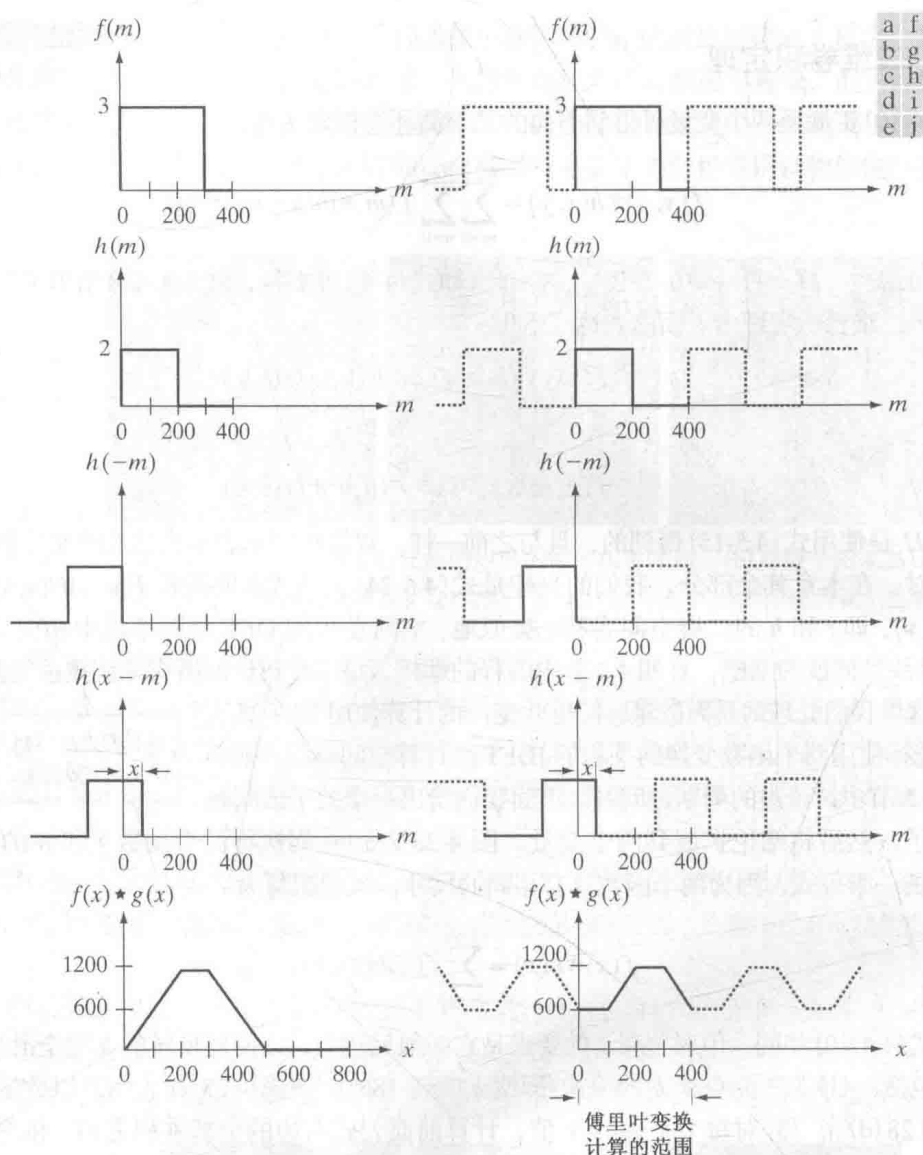 f(m) f(m)
a f
b g
c h
d i
e j
3 3
m m
0 200 400 0 200 400
h(m) h(m)
2 2
m m
0 200 400 0 200 400
h(−m) h(−m)
m m
0 200 400 0 200 400
h(x − m) h(x − m)
x x
m m
0 200 400 0 200 400
f(x) ★ g(x) f(x) ★ g(x)
1200 1200
600 600
x x
0 200 400 600 800 0 200 400
傅里叶变换
计算的范围